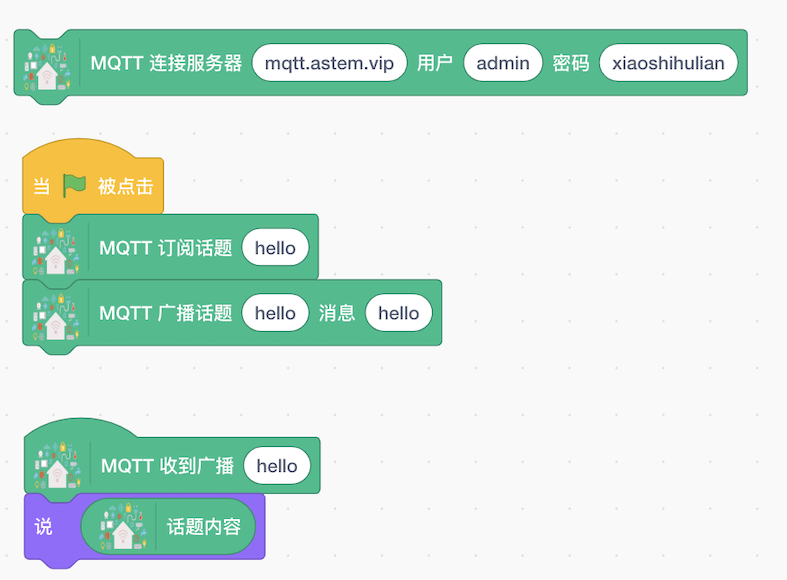 MQTT 连接服务器 mqtt.astem.vip 用户 admin 密码 xiaoshihulian
当 被点击
MQTT 订阅话题 hello
MQTT 广播话题 hello 消息 hello
MQTT 收到广播 hello
说 话题内容